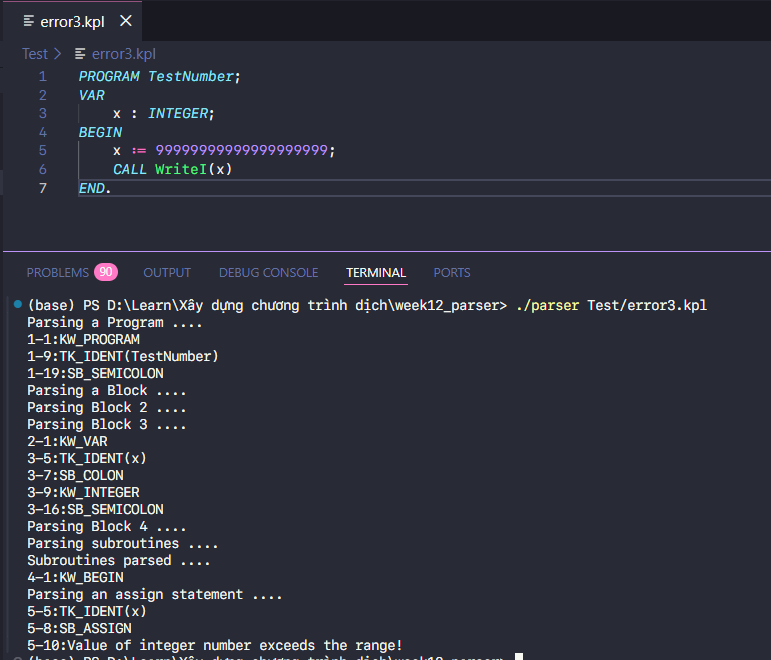 error3.kpl
Test > error3.kpl
1 PROGRAM TestNumber;
2 VAR
3 x : INTEGER;
4 BEGIN
5 x := 99999999999999999999;
6 CALL WriteI(x)
7 END.
PROBLEMS 90 OUTPUT DEBUG CONSOLE TERMINAL PORTS
(base) PS D:\Learn\Xây dựng chương trình dịch\week12_parser> ./parser Test/error3.kpl
Parsing a Program ....
1-1:KW_PROGRAM
1-9:TK_IDENT(TestNumber)
1-19:SB_SEMICOLON
Parsing a Block ....
Parsing Block 2 ....
Parsing Block 3 ....
2-1:KW_VAR
3-5:TK_IDENT(x)
3-7:SB_COLON
3-9:KW_INTEGER
3-16:SB_SEMICOLON
Parsing Block 4 ....
Parsing subroutines ....
Subroutines parsed ....
4-1:KW_BEGIN
Parsing an assign statement ....
5-5:TK_IDENT(x)
5-8:SB_ASSIGN
5-10:Value of integer number exceeds the range!
(base) PS D:\Learn\Xây dựng chương trình dịch\week12_parser>